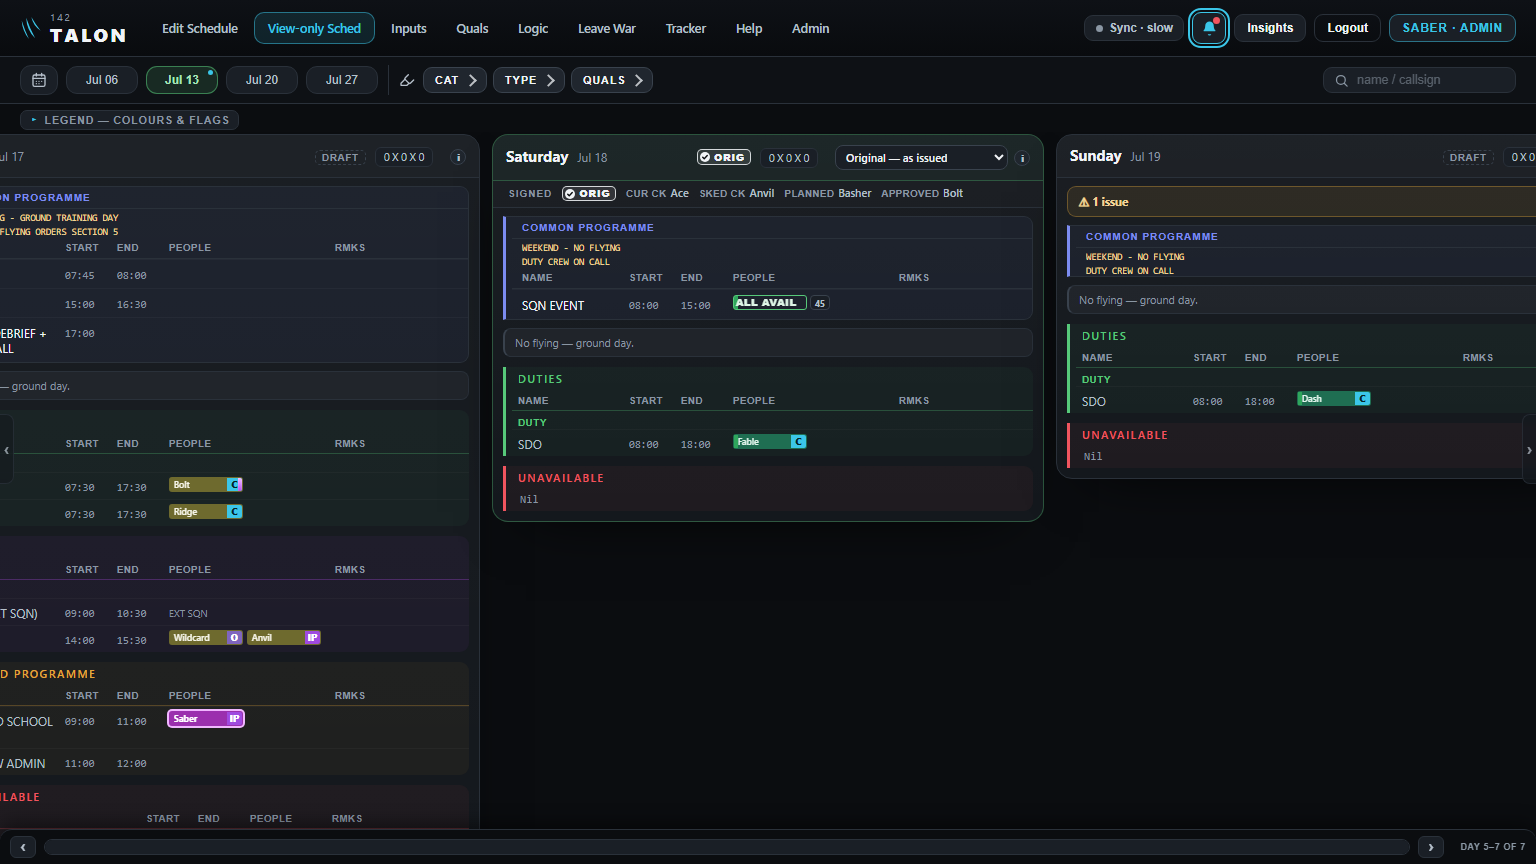 142
TALON
Edit Schedule
View-only Sched
Inputs
Quals
Logic
Leave War
Tracker
Help
Admin
Sync · slow
Insights
Logout
SABER · ADMIN
Jul 06
Jul 13
Jul 20
Jul 27
CAT
TYPE
QUALS
name / callsign
LEGEND — COLOURS & FLAGS
ul 17
DRAFT
0X0X0
i
N PROGRAMME
G - GROUND TRAINING DAY
FLYING ORDERS SECTION 5
START END PEOPLE RMKS
07:45 08:00
15:00 16:30
EBRIEF + 17:00
ALL
— ground day.
START END PEOPLE RMKS
07:30 17:30 Bolt C
07:30 17:30 Ridge C
START END PEOPLE RMKS
T SQN) 09:00 10:30 EXT SQN
14:00 15:30 Wildcard O Anvil IP
D PROGRAMME
START END PEOPLE RMKS
SCHOOL 09:00 11:00 Saber IP
ADMIN 11:00 12:00
ILABLE
START END PEOPLE RMKS
Saturday Jul 18
ORIG
0X0X0
Original — as issued
i
SIGNED ORIG CUR CK Ace SKED CK Anvil PLANNED Basher APPROVED Bolt
COMMON PROGRAMME
WEEKEND - NO FLYING
DUTY CREW ON CALL
NAME START END PEOPLE RMKS
SQN EVENT 08:00 15:00 ALL AVAIL 45
No flying — ground day.
DUTIES
NAME START END PEOPLE RMKS
DUTY
SDO 08:00 18:00 Fable C
UNAVAILABLE
Nil
Sunday Jul 19
DRAFT
0X0
1 issue
COMMON PROGRAMME
WEEKEND - NO FLYING
DUTY CREW ON CALL
No flying — ground day.
DUTIES
NAME START END PEOPLE RMKS
DUTY
SDO 08:00 18:00 Dash C
UNAVAILABLE
Nil
DAY 5–7 OF 7